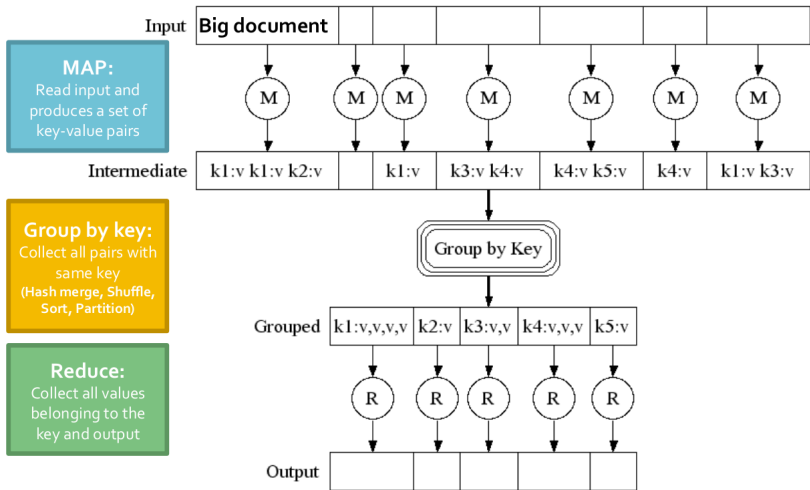 Input
Big document
MAP:
Read input and
produces a set of
key-value pairs
M M M M M M M
Intermediate
k1:v k1:v k2:v
k1:v
k3:v k4:v
k4:v k5:v
k4:v
k1:v k3:v
Group by key:
Collect all pairs with
same key
(Hash merge, Shuffle,
Sort, Partition)
Group by Key
Grouped
k1:v,v,v,v
k2:v
k3:v,v
k4:v,v,v
k5:v
Reduce:
Collect all values
belonging to the
key and output
R R R R R
Output